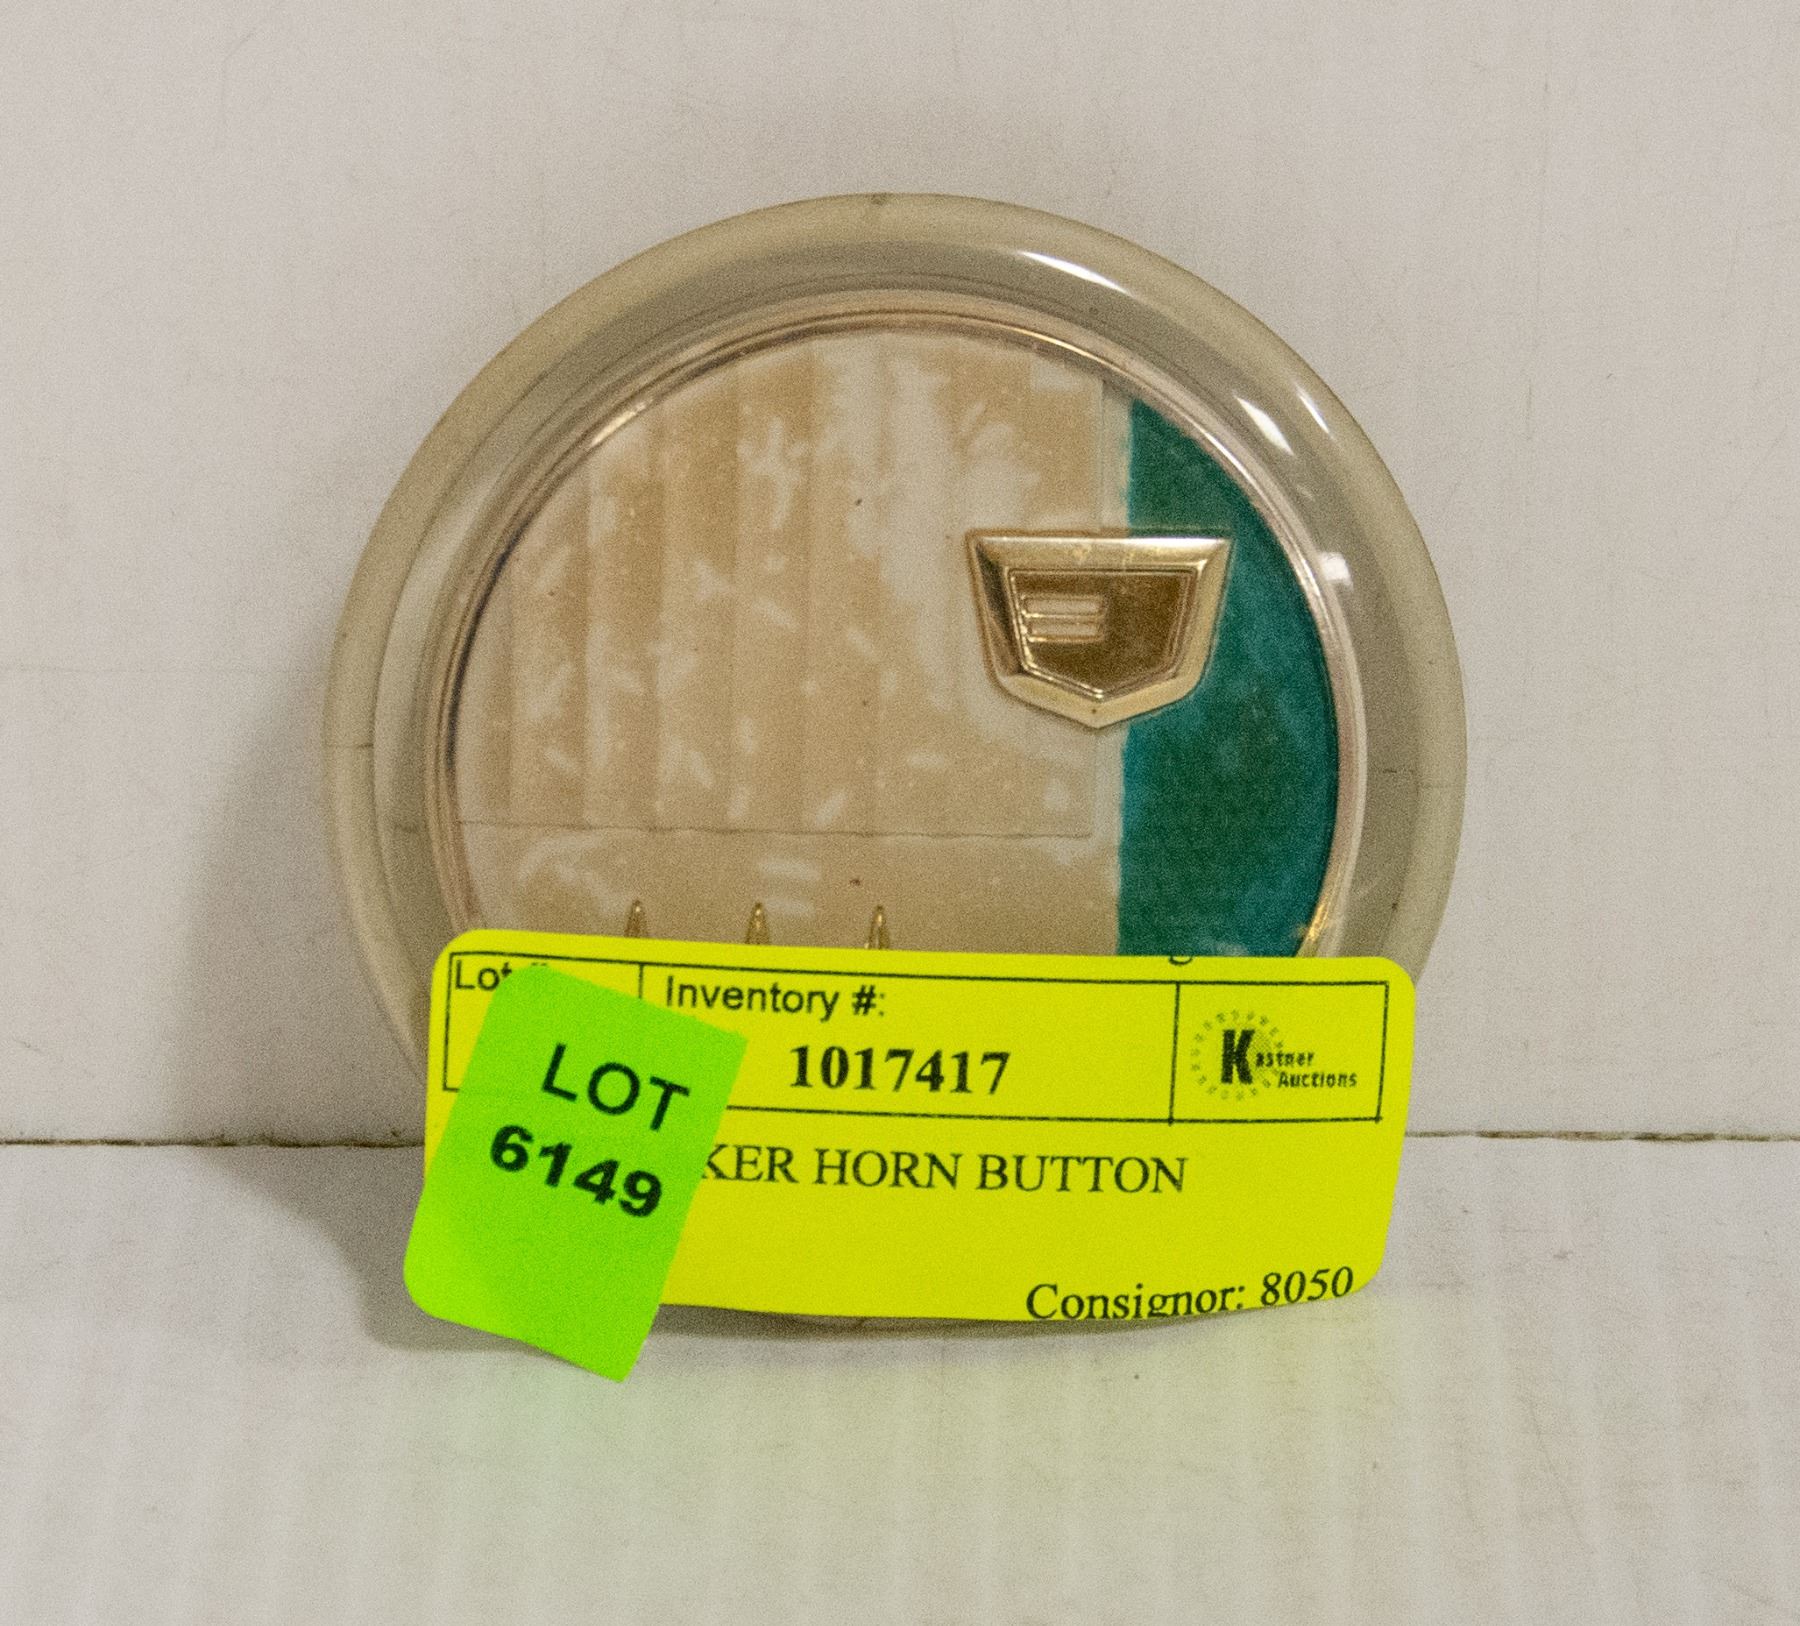 Lot
Inventory #:
1017417
Kastner
Auctions
LOT
6149
KER HORN BUTTON
Consignor: 8050